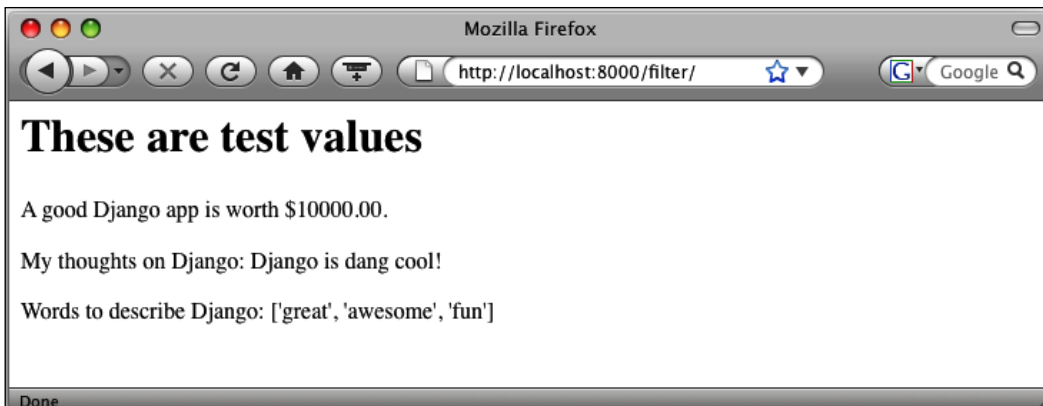 Mozilla Firefox
http://localhost:8000/filter/
G Google
These are test values
A good Django app is worth $10000.00.
My thoughts on Django: Django is dang cool!
Words to describe Django: ['great', 'awesome', 'fun']
Done